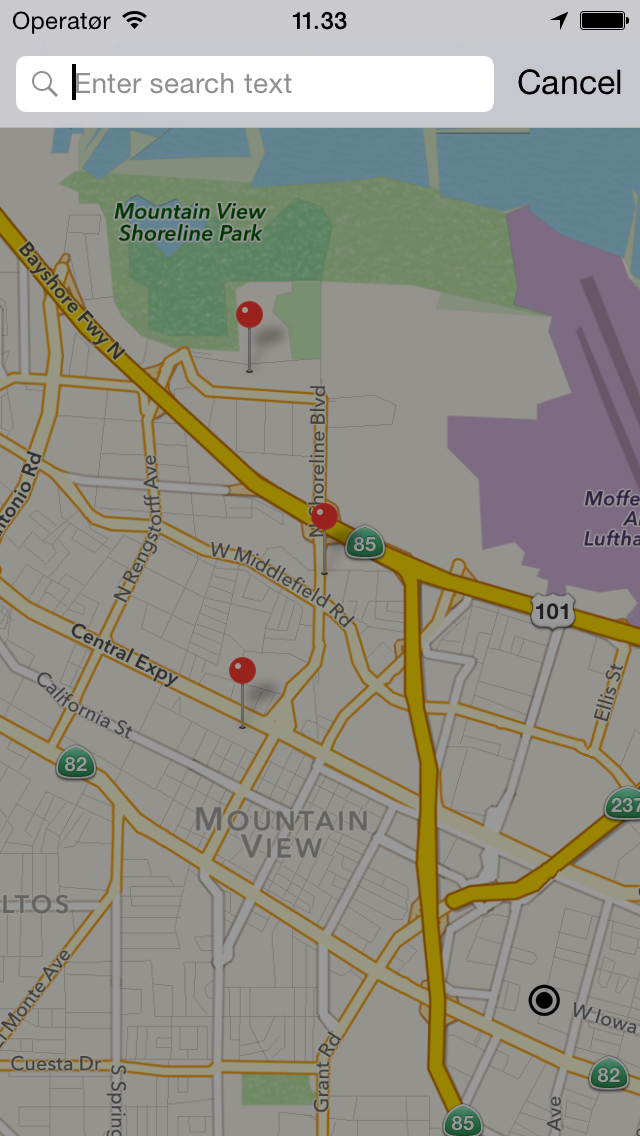 Operatør 11.33
Enter search text Cancel
Mountain View
Shoreline Park
Bayshore Fwy N
N Shoreline Blvd
Moffe
A
Luftha
85
101
N Rengstorff Ave
W Middlefield Rd
Central Expy
California St
Ellis St
82
237
MOUNTAIN
VIEW
LTOS
Monte Ave
W Iowa
Cuesta Dr
S Spring
Grant Rd
82
Ave
85